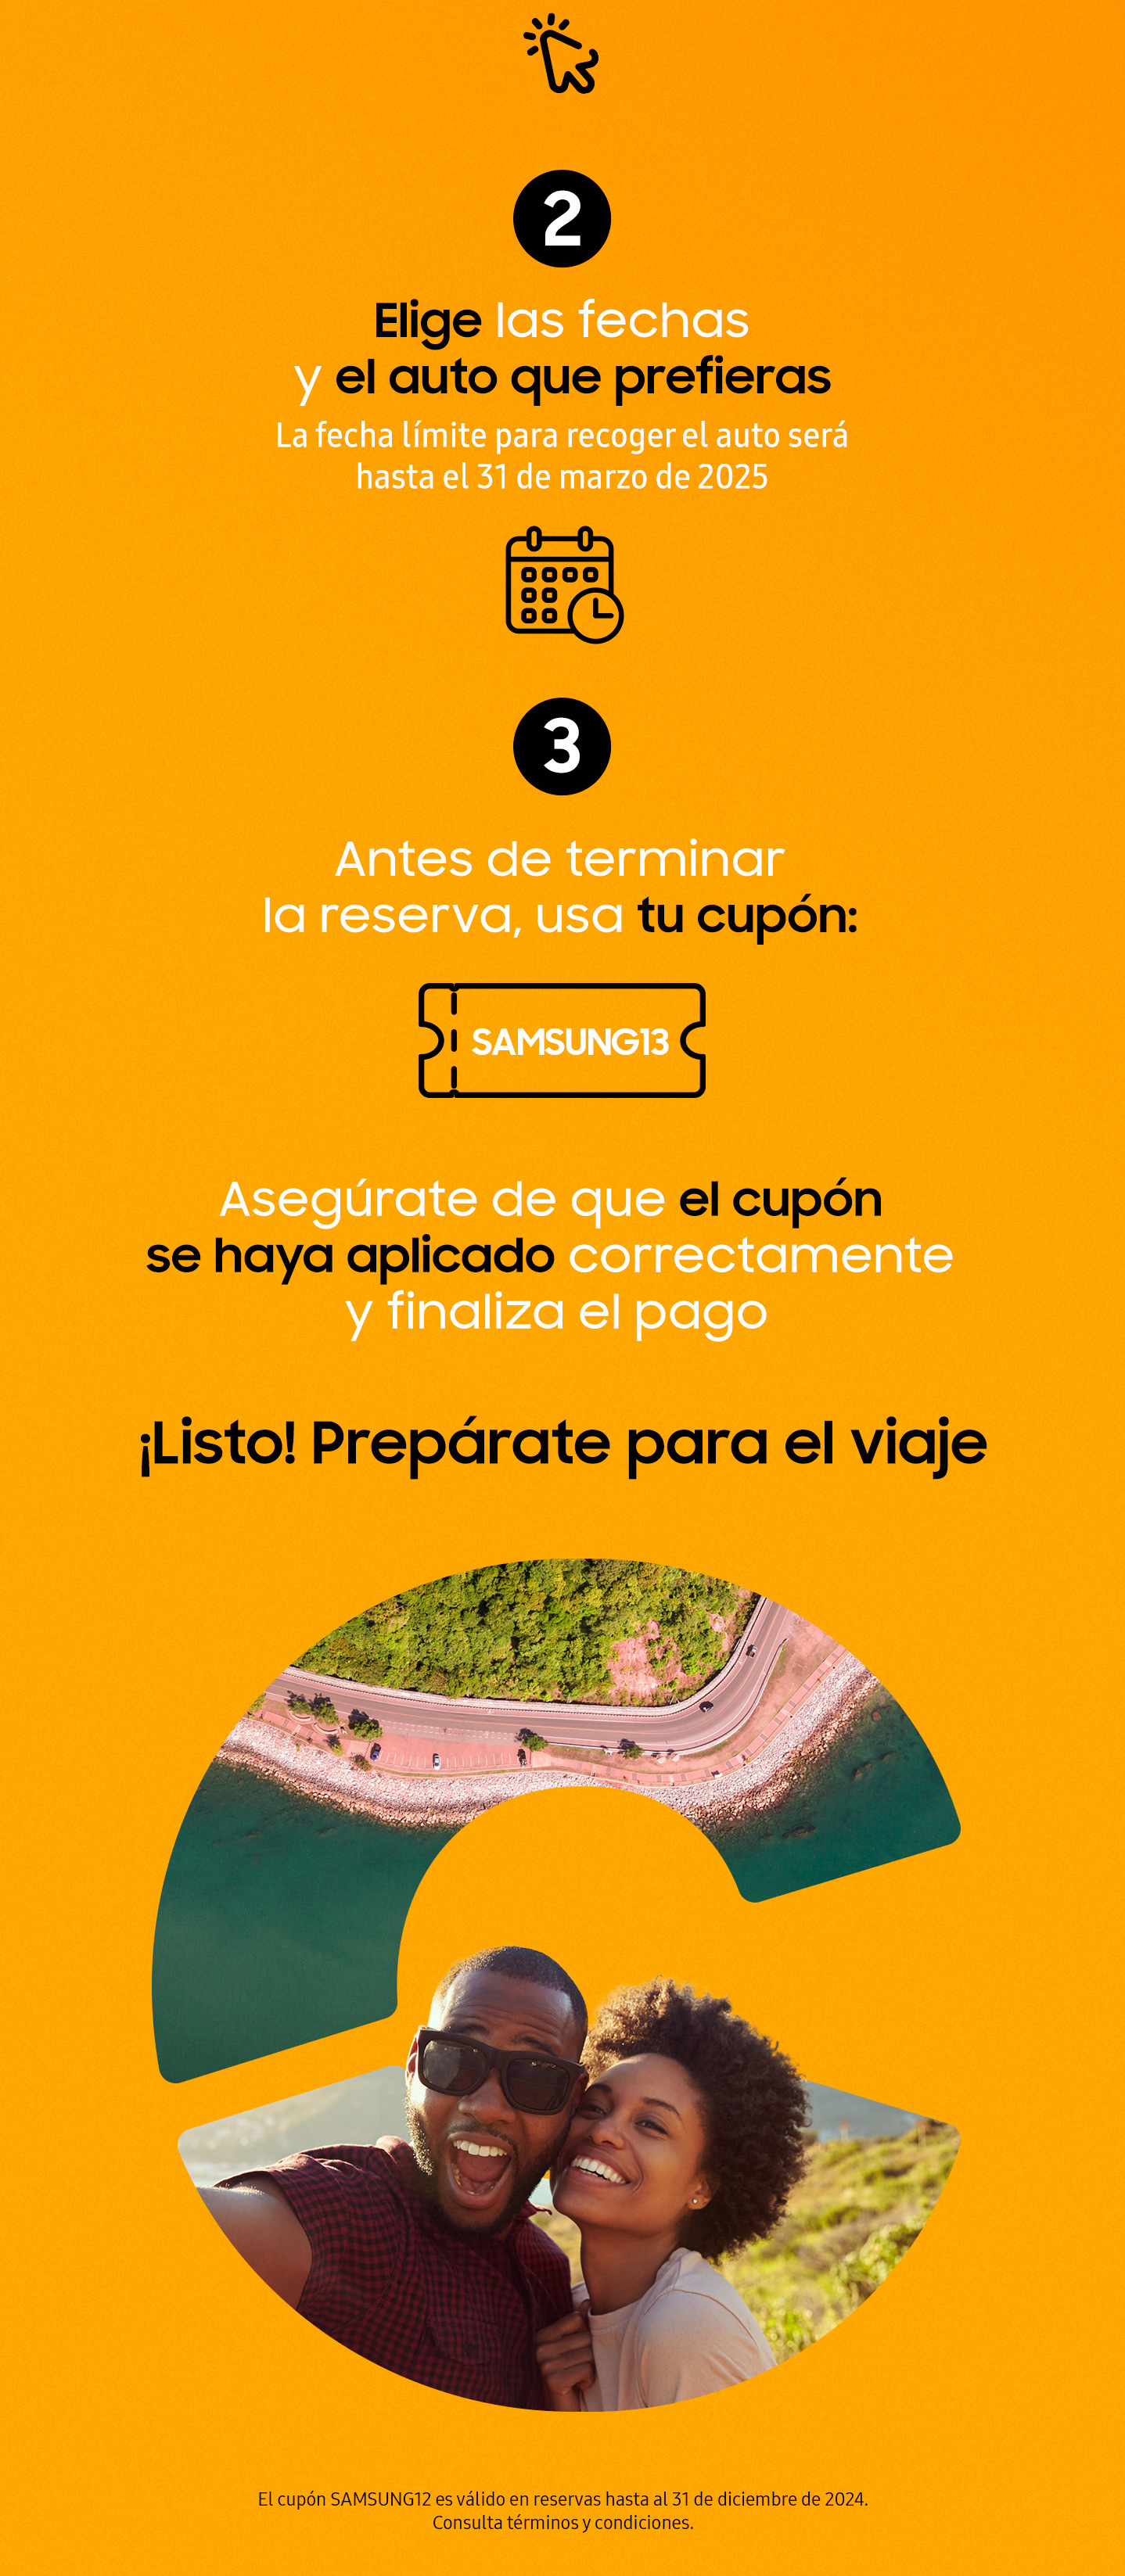 2
Elige las fechas
y el auto que prefieras
La fecha límite para recoger el auto será
hasta el 31 de marzo de 2025
3
Antes de terminar
la reserva, usa tu cupón:
SAMSUNG13
Asegúrate de que el cupón
se haya aplicado correctamente
y finaliza el pago
¡Listo! Prepárate para el viaje
El cupón SAMSUNG12 es válido en reservas hasta al 31 de diciembre de 2024.
Consulta términos y condiciones.